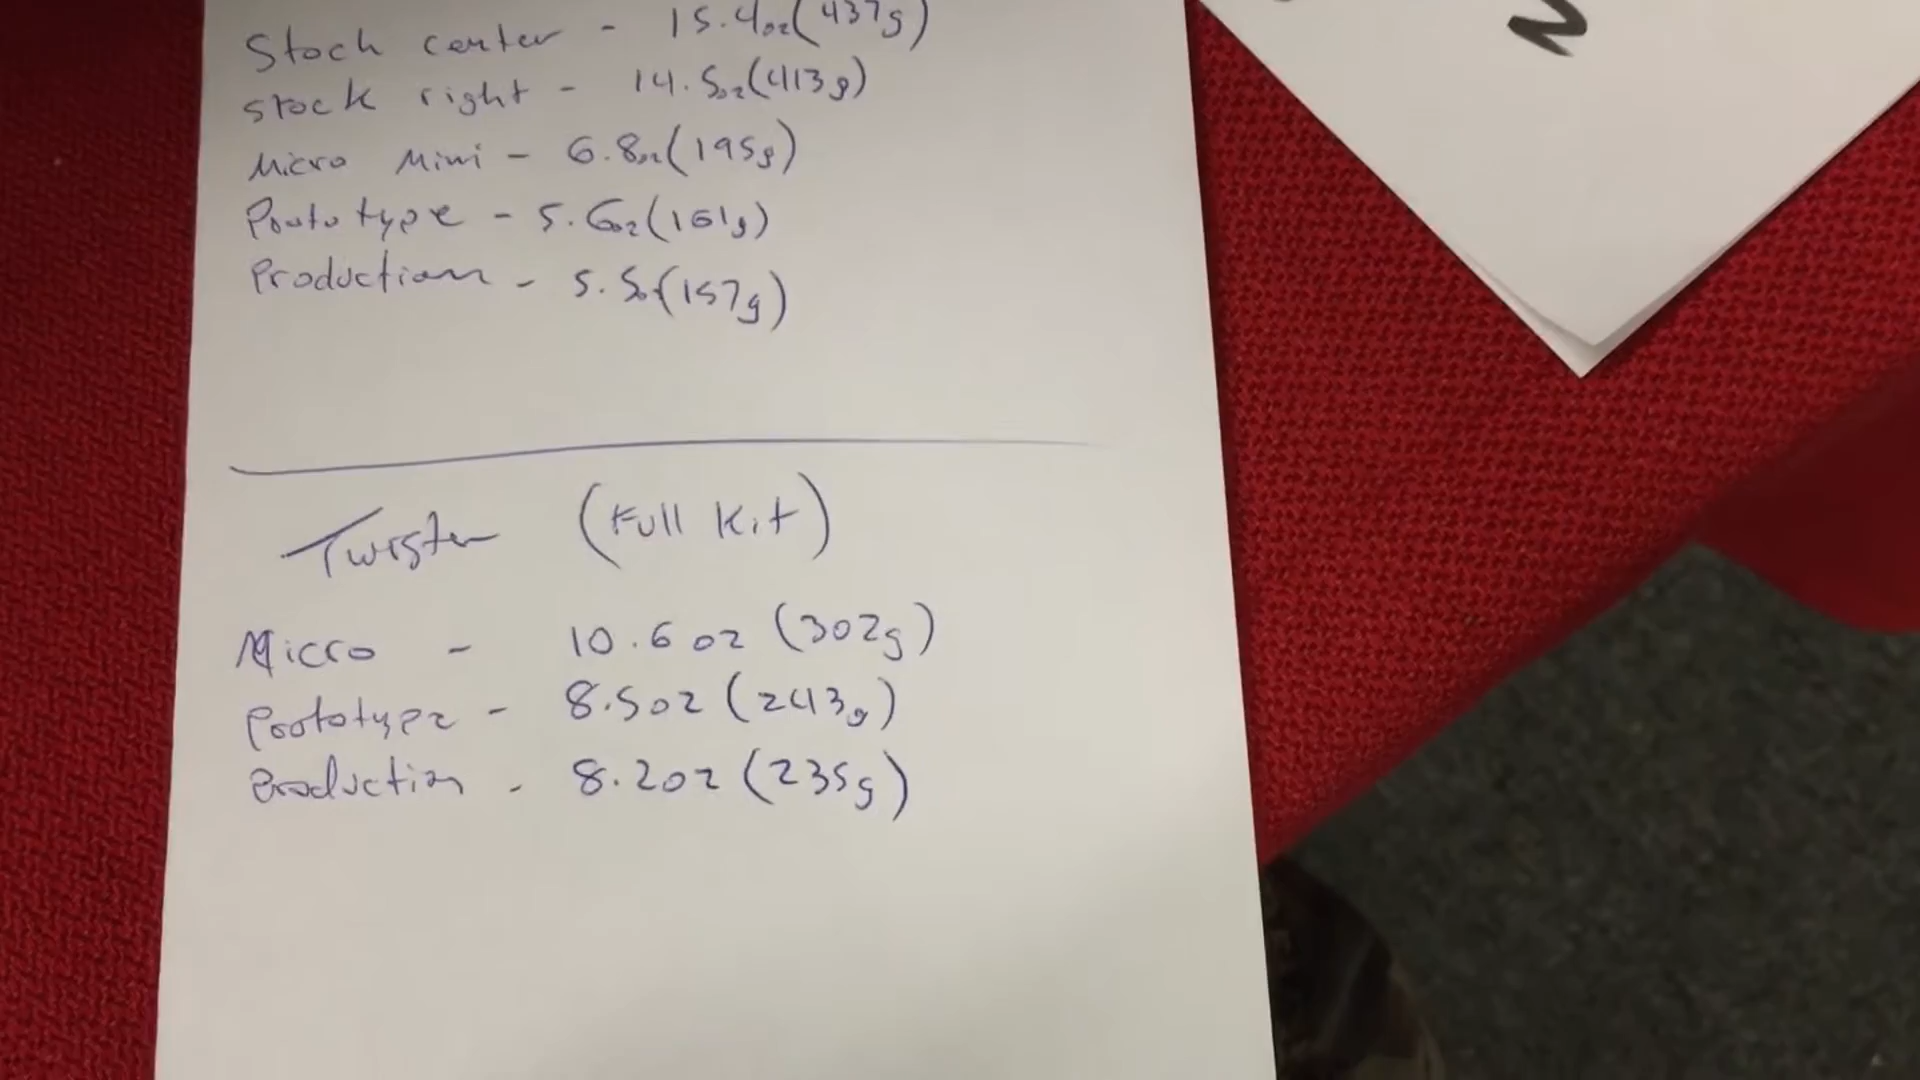 Stock center - 15.4oz(437g)
stock right - 14.5oz(413g)
Micro Mini - 6.8oz(195g)
Prototype - 5.6oz(161g)
Production - 5.5oz(157g)
Twister (Full Kit)
Micro - 10.6 oz (302g)
Prototype - 8.5oz (243g)
Production - 8.2oz (235g)